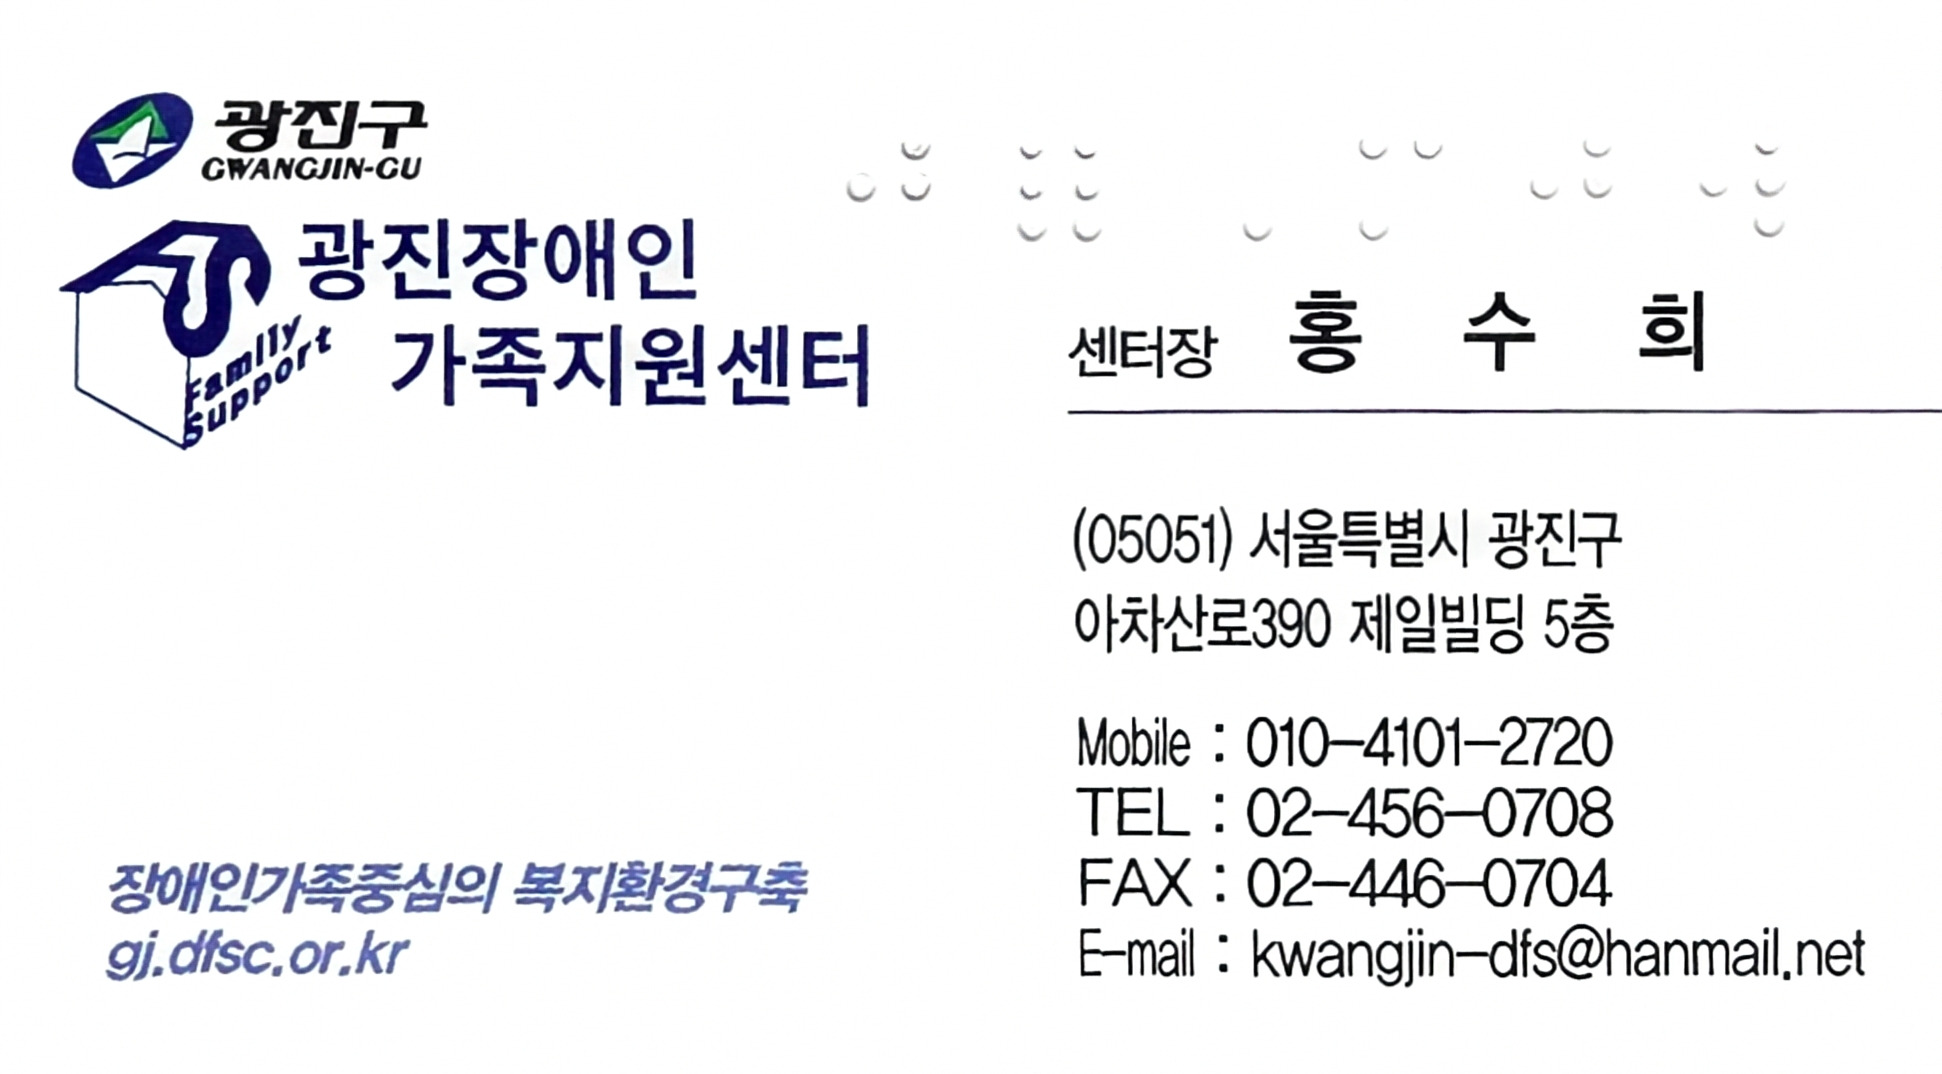 광진구
GWANGJIN-GU
광진장애인
가족지원센터
Family
Support
센터장 홍 수 희
(05051) 서울특별시 광진구
아차산로390 제일빌딩 5층
Mobile : 010-4101-2720
TEL : 02-456-0708
FAX : 02-446-0704
E-mail : kwangjin-dfs@hanmail.net
장애인가족중심의 복지환경구축
gj.dfsc.or.kr